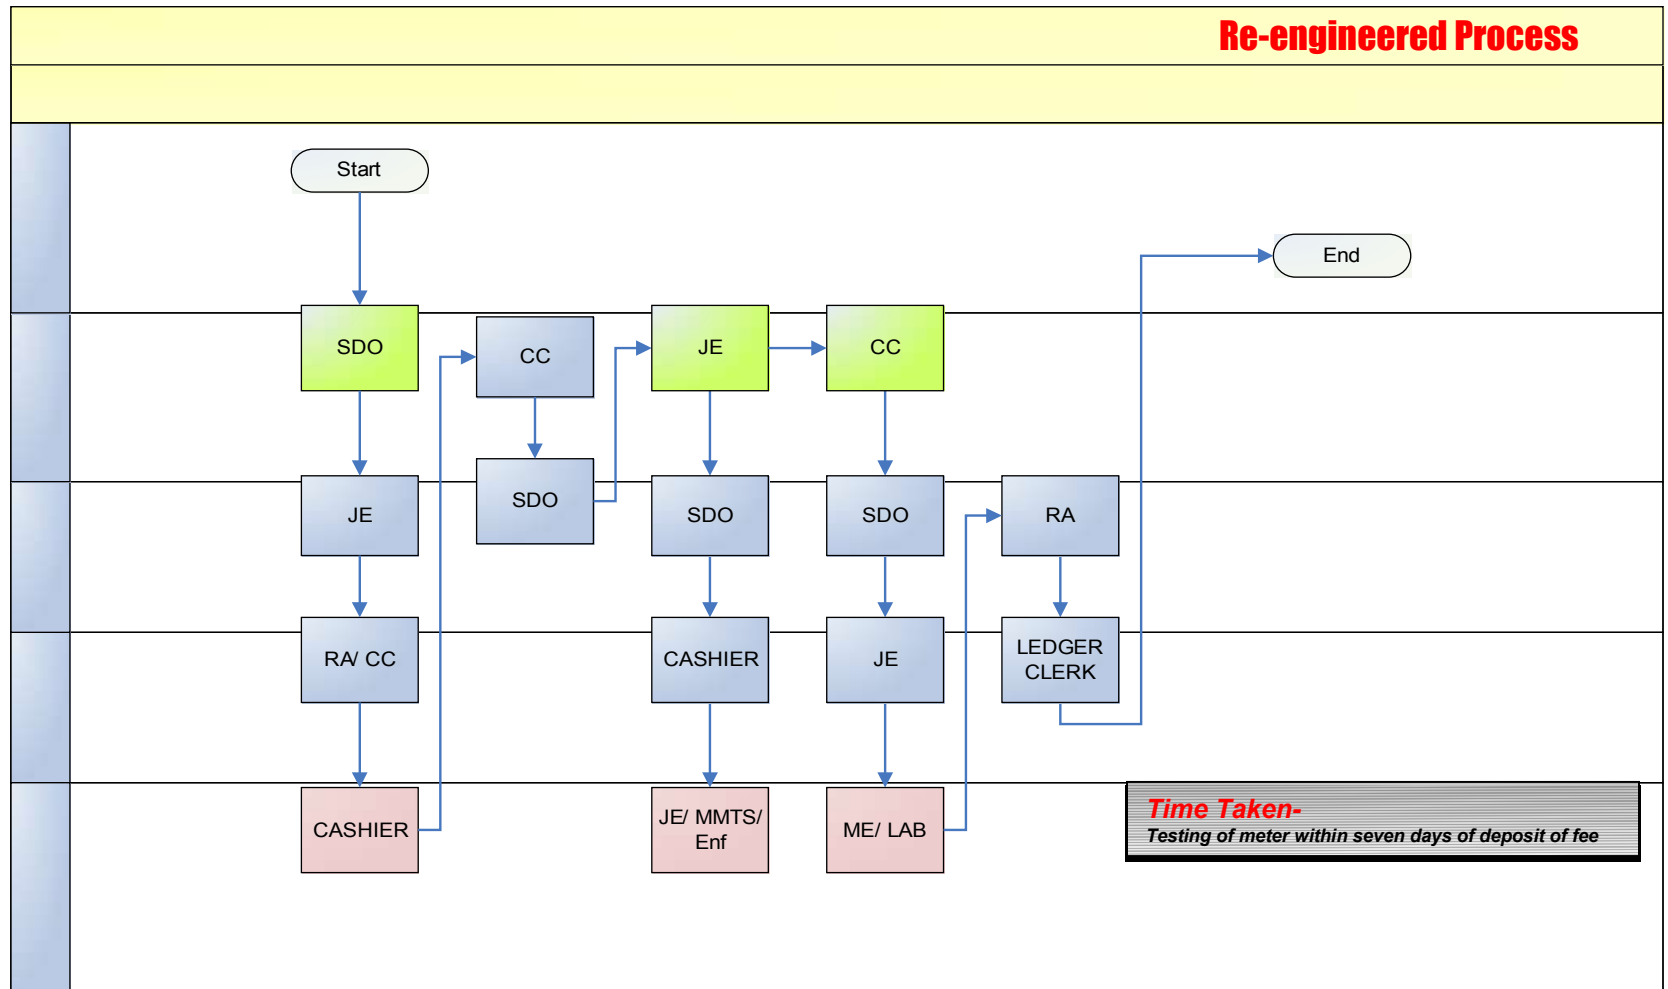 Re-engineered Process
Start
End
SDO
CC
JE
CC
JE
SDO
SDO
SDO
RA
RA/ CC
CASHIER
JE
LEDGER
CLERK
CASHIER
JE/ MMTS/
Enf
ME/ LAB
Time Taken-
Testing of meter within seven days of deposit of fee